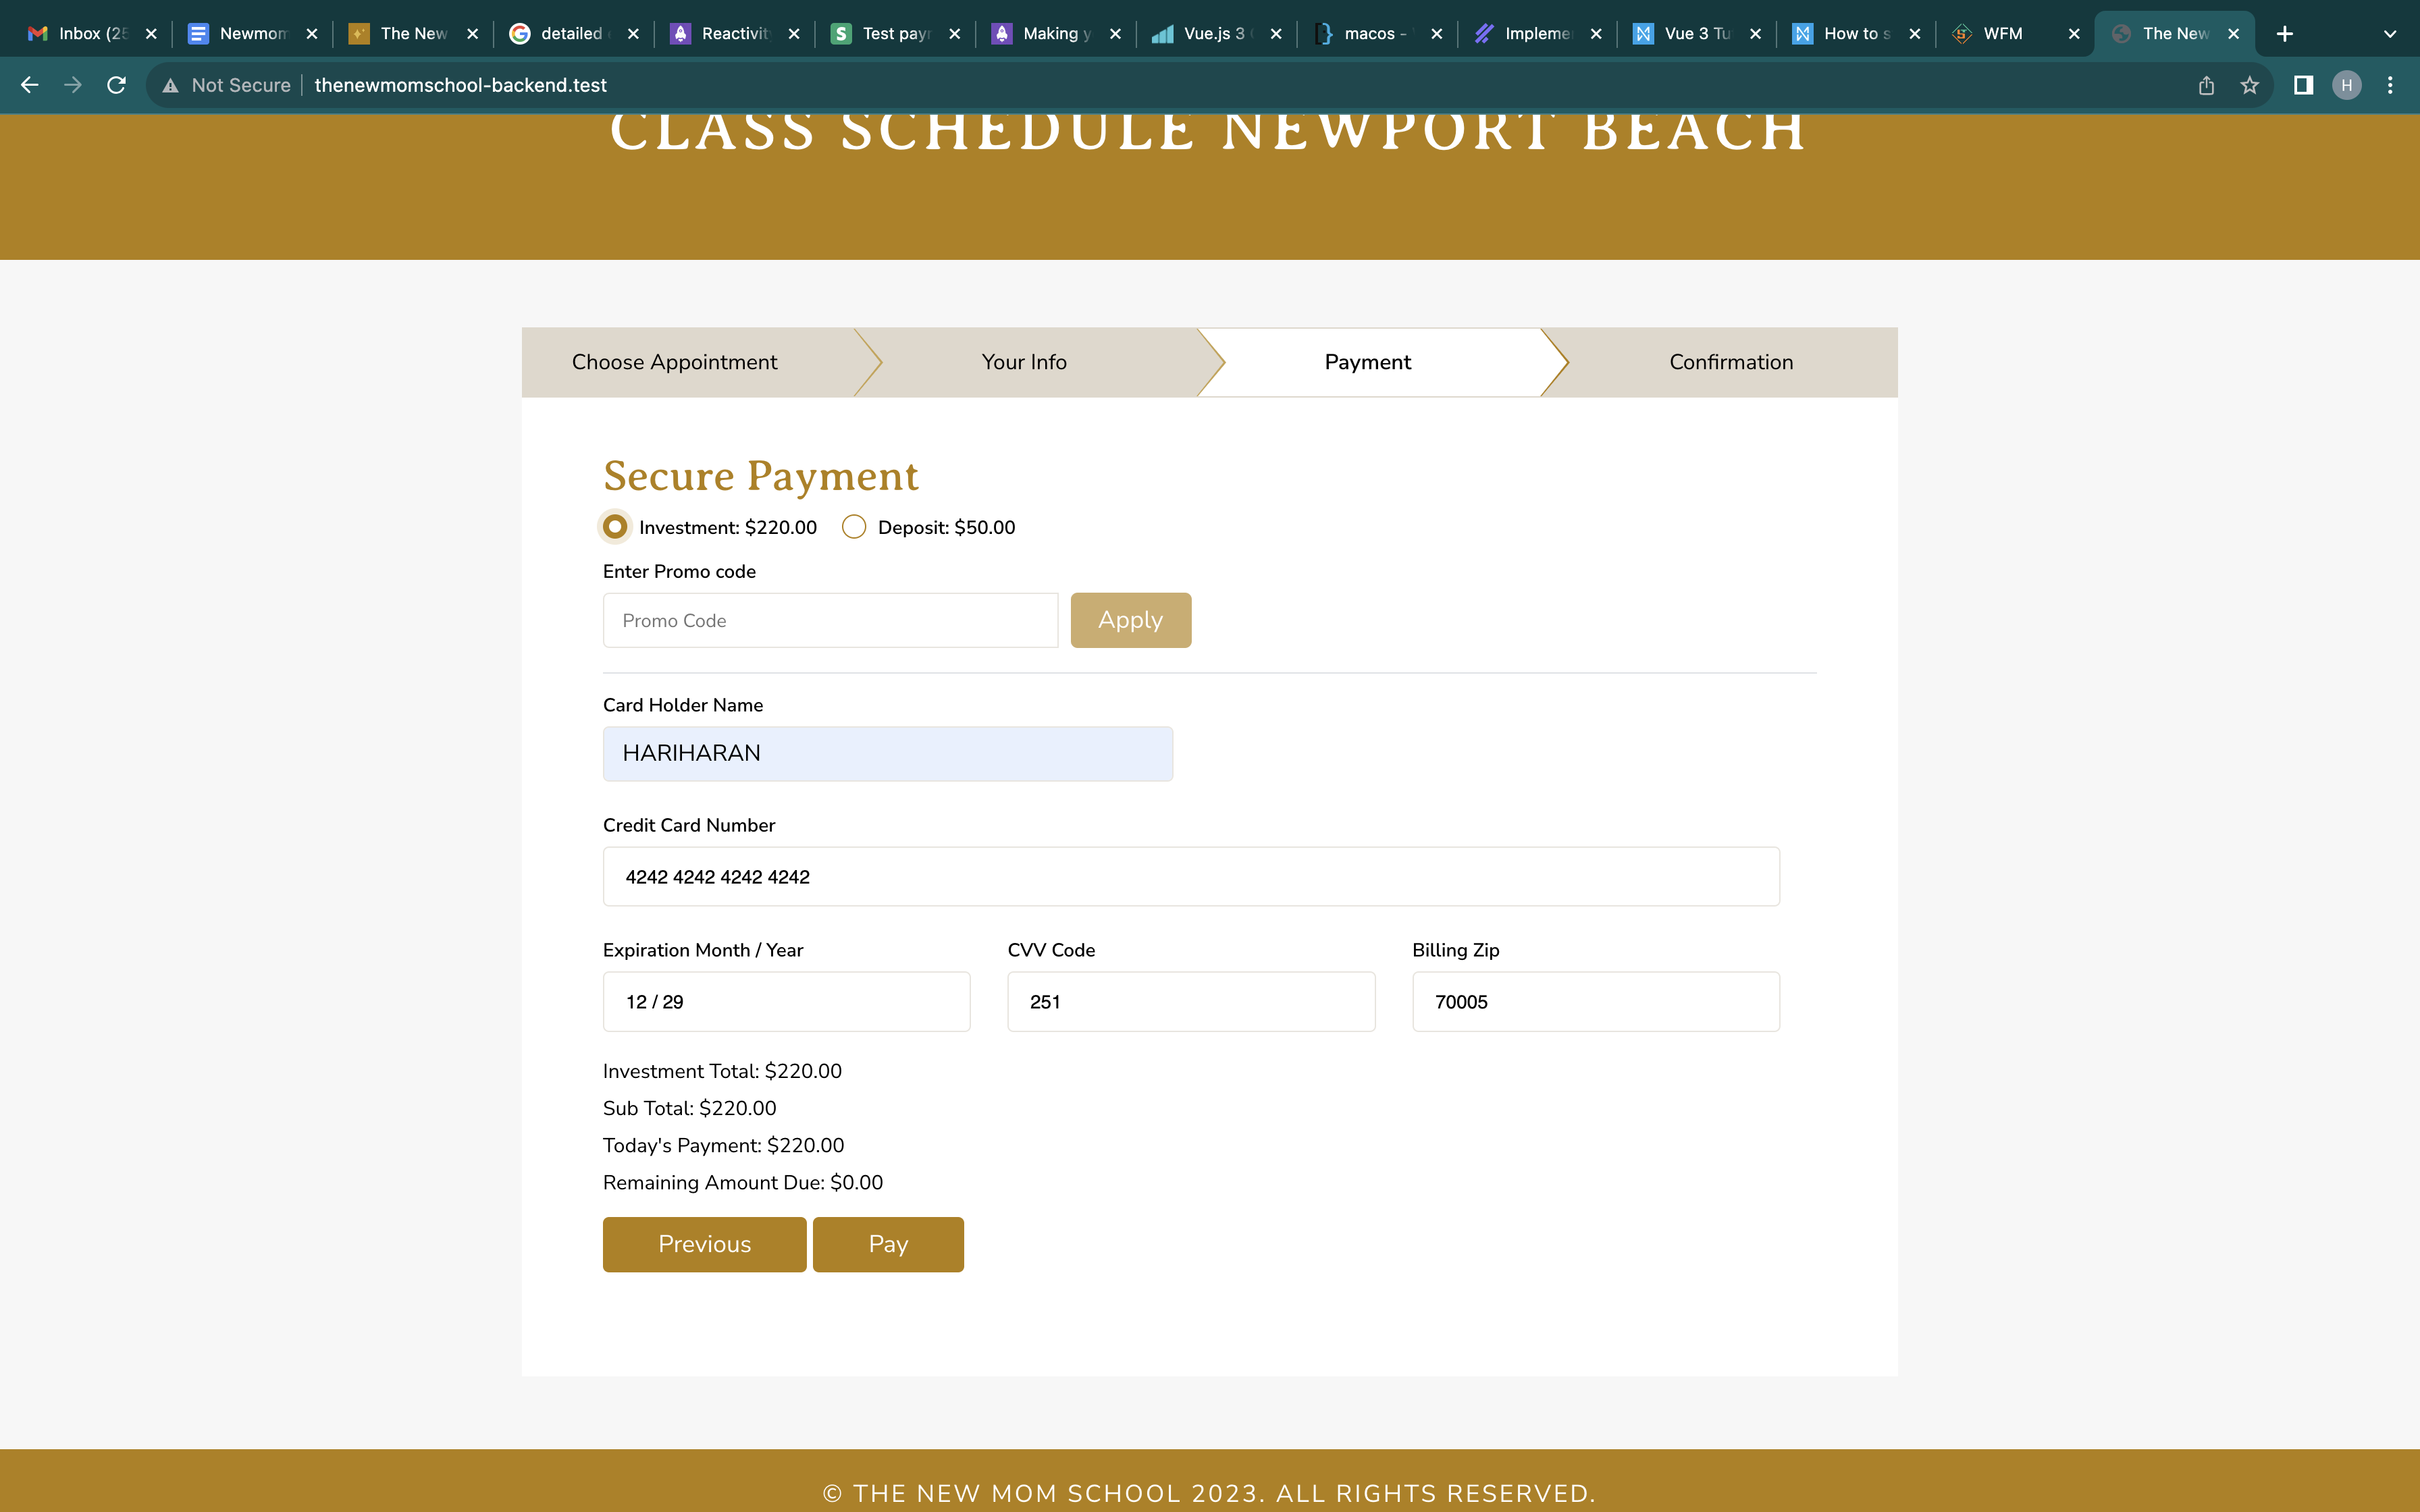 Inbox (25
Newmom
The New
detailed
Reactivit
Test payr
Making y
Vue.js 3
macos -
Impleme
Vue 3 Tu
How to s
WFM
The New
Not Secure
thenewmomschool-backend.test
H
CLASS SCHEDULE NEWPORT BEACH
Choose Appointment
Your Info
Payment
Confirmation
Secure Payment
Investment: $220.00
Deposit: $50.00
Enter Promo code
Promo Code
Apply
Card Holder Name
HARIHARAN
Credit Card Number
4242 4242 4242 4242
Expiration Month / Year
CVV Code
Billing Zip
12 / 29
251
70005
Investment Total: $220.00
Sub Total: $220.00
Today's Payment: $220.00
Remaining Amount Due: $0.00
Previous
Pay
© THE NEW MOM SCHOOL 2023. ALL RIGHTS RESERVED.